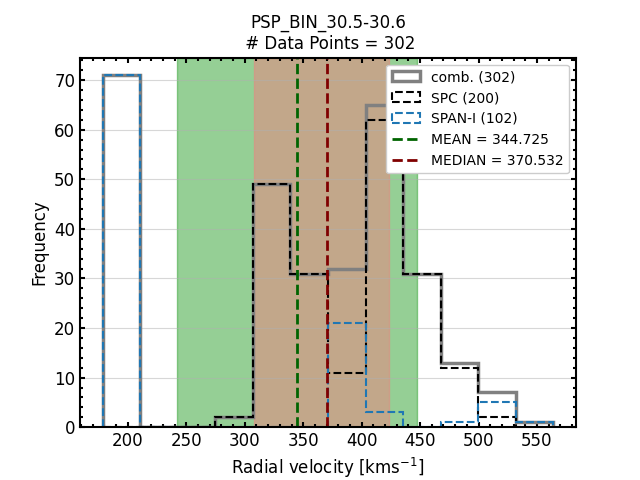 PSP_BIN_30.5-30.6
# Data Points = 302
comb. (302)
SPC (200)
SPAN-I (102)
MEAN = 344.725
MEDIAN = 370.532
Frequency
70
60
50
40
30
20
10
0
200 250 300 350 400 450 500 550
Radial velocity [kms⁻¹]